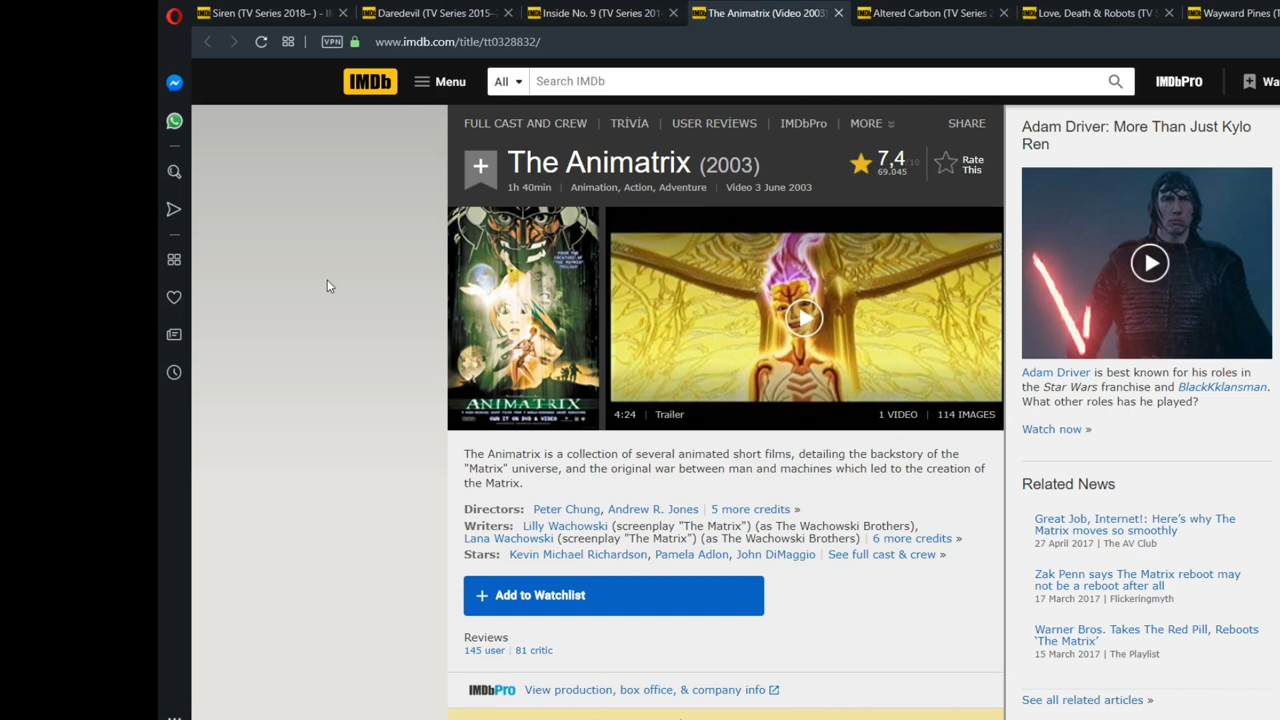 Siren (TV Series 2018– ) - IM
Daredevil (TV Series 2015–
Inside No. 9 (TV Series 201
The Animatrix (Video 2003)
Altered Carbon (TV Series
Love, Death & Robots (TV S
Wayward Pines (T
VPN
www.imdb.com/title/tt0328832/
IMDb
Menu
All
Search IMDb
IMDbPro
Wa
FULL CAST AND CREW
TRİVİA
USER REVİEWS
IMDbPro
MORE
SHARE
The Animatrix (2003)
7,4/10
69.045
Rate
This
1h 40min | Animation, Action, Adventure | Video 3 June 2003
ANIMATRIX
4:24 | Trailer
1 VIDEO | 114 IMAGES
The Animatrix is a collection of several animated short films, detailing the backstory of the
"Matrix" universe, and the original war between man and machines which led to the creation of
the Matrix.
Directors: Peter Chung, Andrew R. Jones | 5 more credits »
Writers: Lilly Wachowski (screenplay "The Matrix") (as The Wachowski Brothers),
Lana Wachowski (screenplay "The Matrix") (as The Wachowski Brothers) | 6 more credits »
Stars: Kevin Michael Richardson, Pamela Adlon, John DiMaggio | See full cast & crew »
+ Add to Watchlist
Reviews
145 user | 81 critic
IMDbPro View production, box office, & company info
Adam Driver: More Than Just Kylo
Ren
Adam Driver is best known for his roles in
the Star Wars franchise and BlacKkKlansman.
What other roles has he played?
Watch now »
Related News
Great Job, Internet!: Here's why The
Matrix moves so smoothly
27 April 2017 | The AV Club
Zak Penn says The Matrix reboot may
not be a reboot after all
17 March 2017 | Flickeringmyth
Warner Bros. Takes The Red Pill, Reboots
'The Matrix'
15 March 2017 | The Playlist
See all related articles »